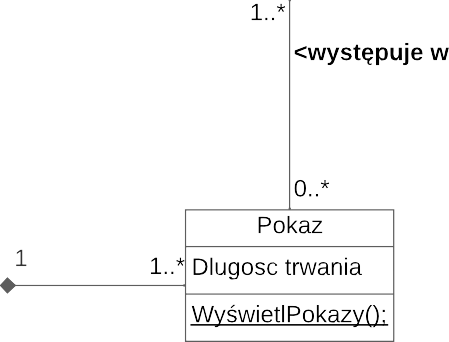 1..*
<występuje w
0..*
Pokaz
1
1..*
Dlugosc trwania
WyświetlPokazy();